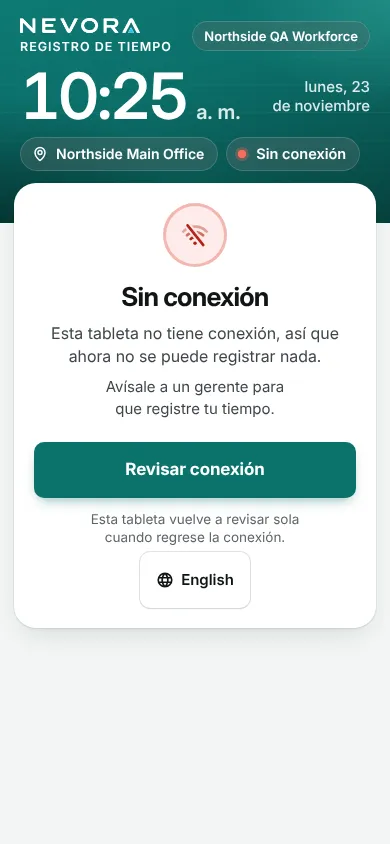 NEVORA
REGISTRO DE TIEMPO
Northside QA Workforce
10:25 a. m.
lunes, 23
de noviembre
Northside Main Office
Sin conexión
Sin conexión
Esta tableta no tiene conexión, así que
ahora no se puede registrar nada.
Avísale a un gerente para
que registre tu tiempo.
Revisar conexión
Esta tableta vuelve a revisar sola
cuando regrese la conexión.
English